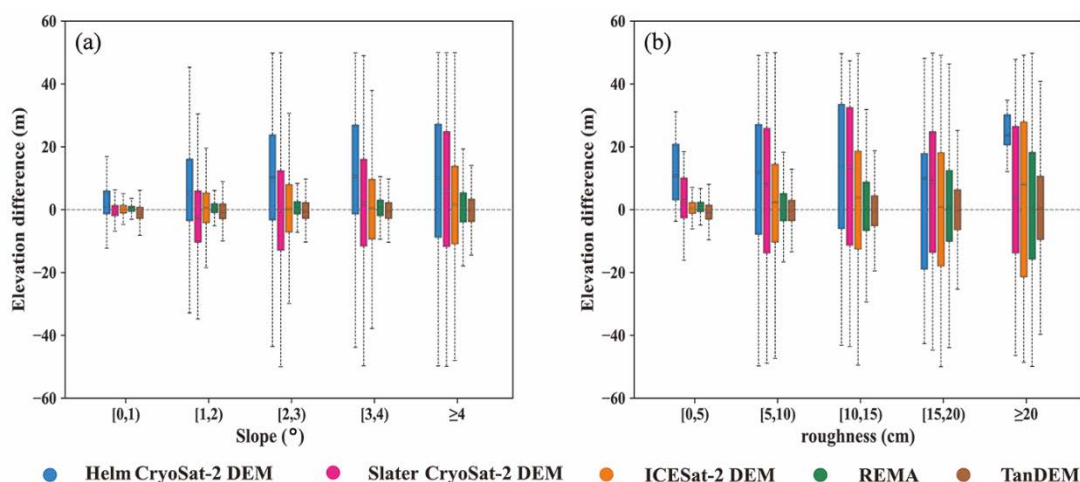 (a)
Elevation difference (m)
60
40
20
0
−20
−40
−60
[0,1)
[1,2)
[2,3)
[3,4)
≥4
Slope (°)
(b)
Elevation difference (m)
60
40
20
0
−20
−40
−60
[0,5)
[5,10)
[10,15)
[15,20)
≥20
roughness (cm)
Helm CryoSat-2 DEM
Slater CryoSat-2 DEM
ICESat-2 DEM
REMA
TanDEM